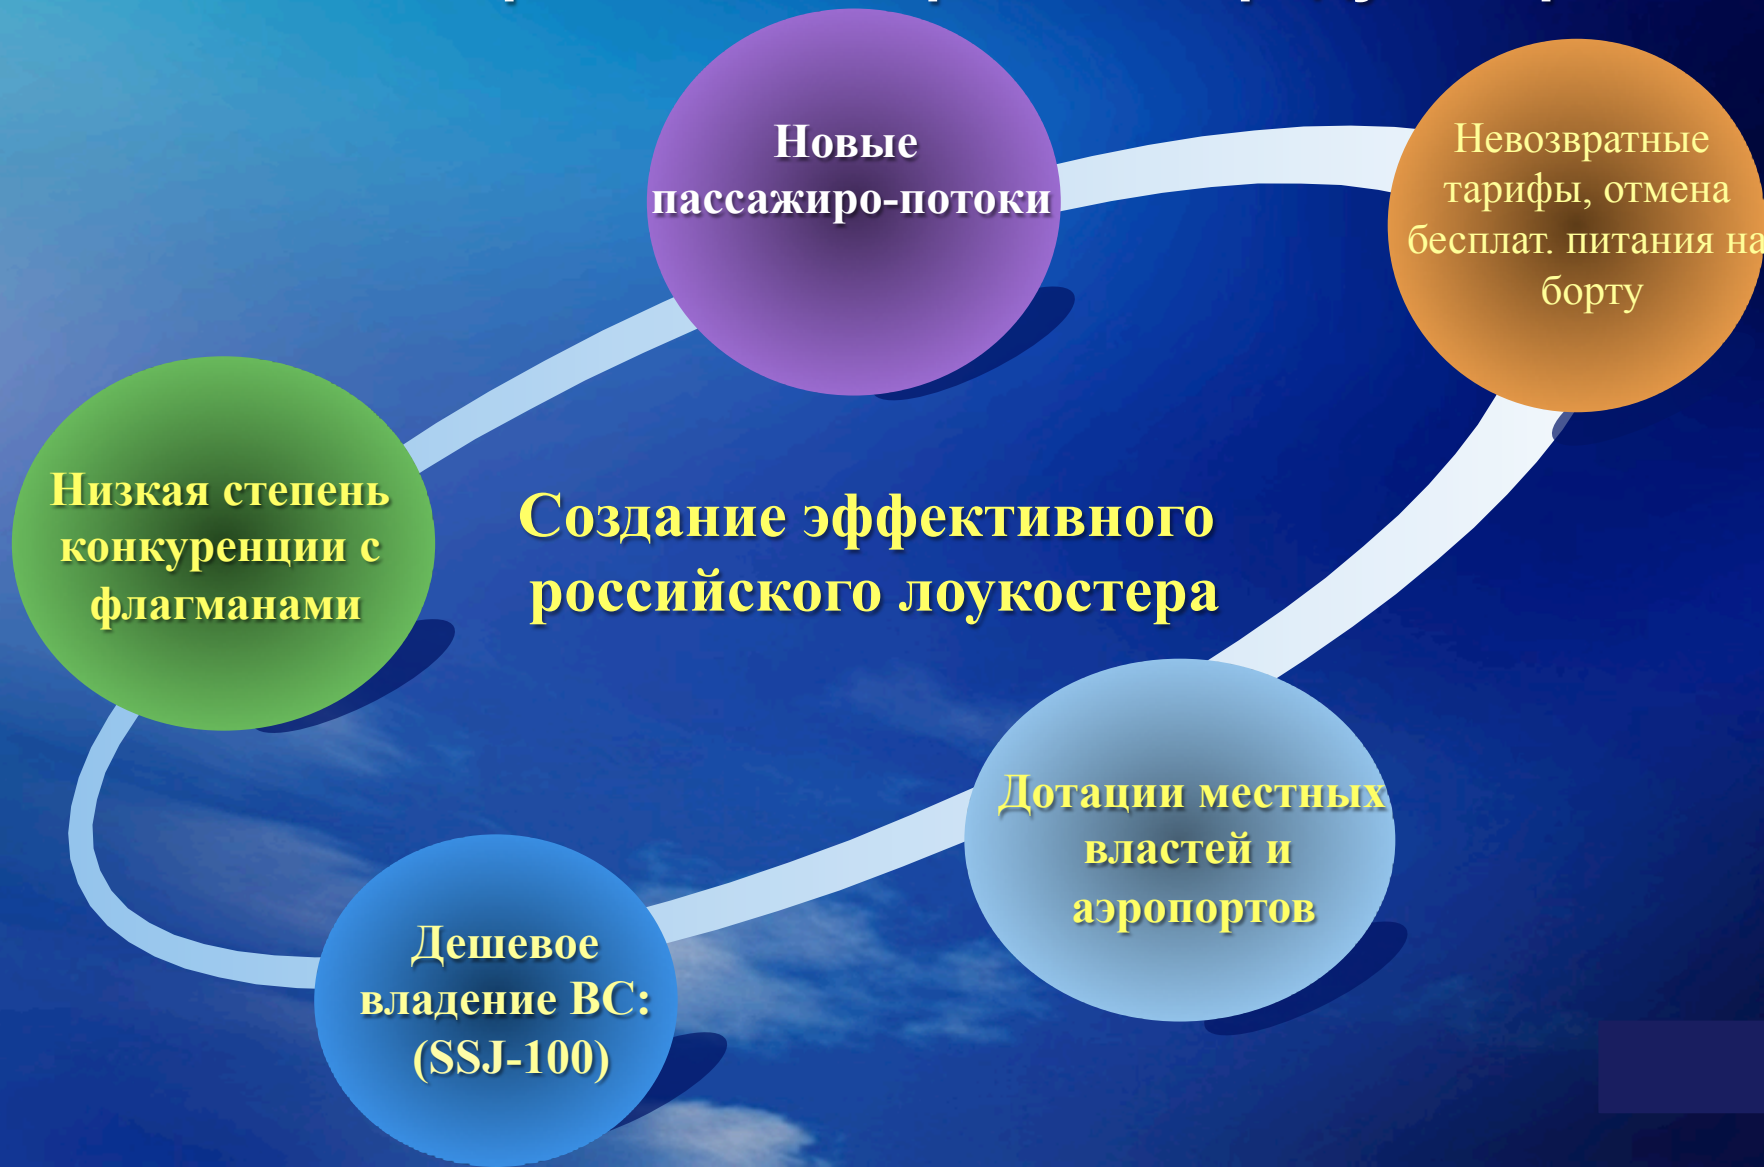 Новые
пассажиро-потоки
Невозвратные
тарифы, отмена
бесплат. питания на
борту
Низкая степень
конкуренции с
флагманами
Создание эффективного
российского лоукостера
Дотации местных
властей и
аэропортов
Дешевое
владение ВС:
(SSJ-100)